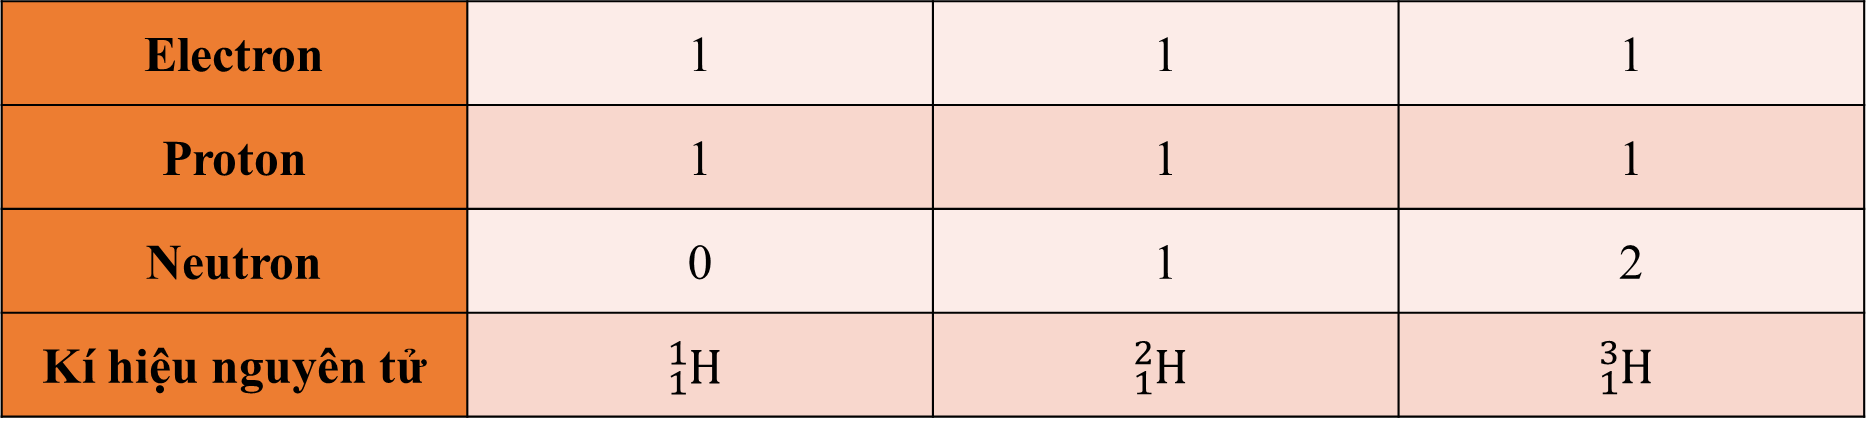 Electron 1 1 1
Proton 1 1 1
Neutron 0 1 2
Kí hiệu nguyên tử ¹₁H ²₁H ³₁H